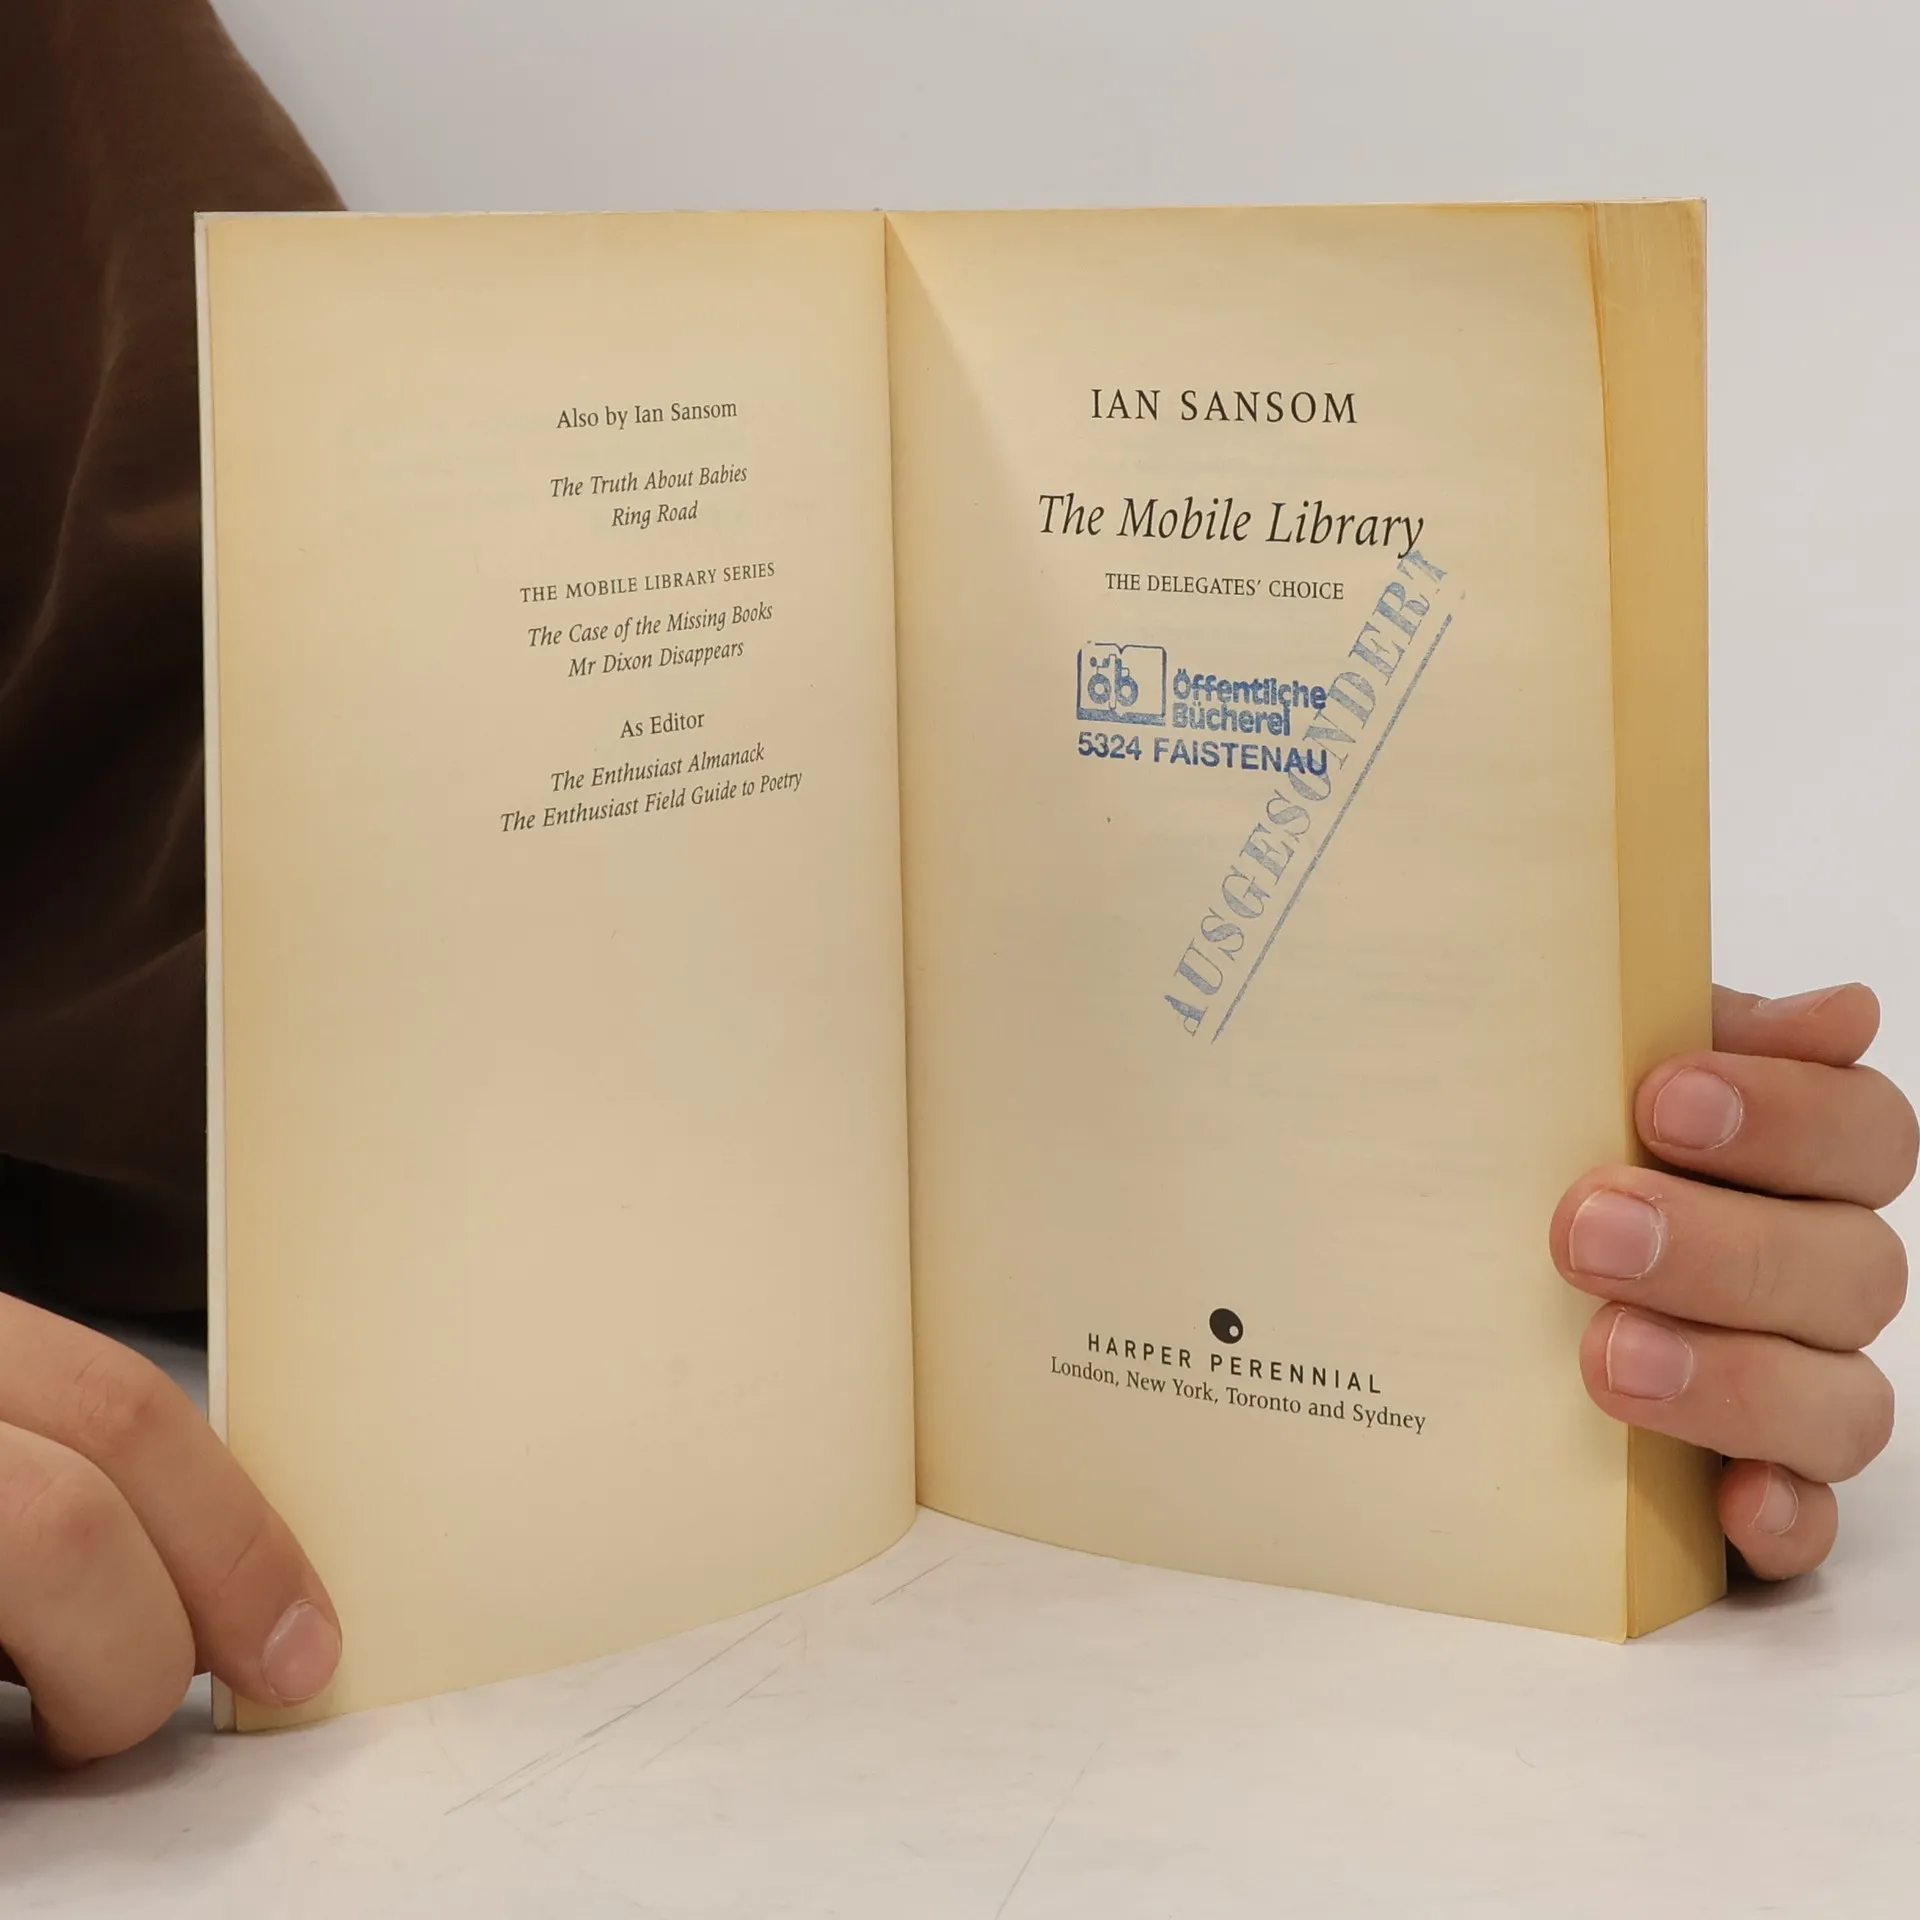 Also by Ian Sansom
The Truth About Babies
Ring Road
THE MOBILE LIBRARY SERIES
The Case of the Missing Books
Mr Dixon Disappears
As Editor
The Enthusiast Almanack
The Enthusiast Field Guide to Poetry
IAN SANSOM
The Mobile Library
THE DELEGATES’ CHOICE
öb
Öffentliche
Bücherei
5324 FAISTENAU
AUSGESONDERT
HARPER PERENNIAL
London, New York, Toronto and Sydney